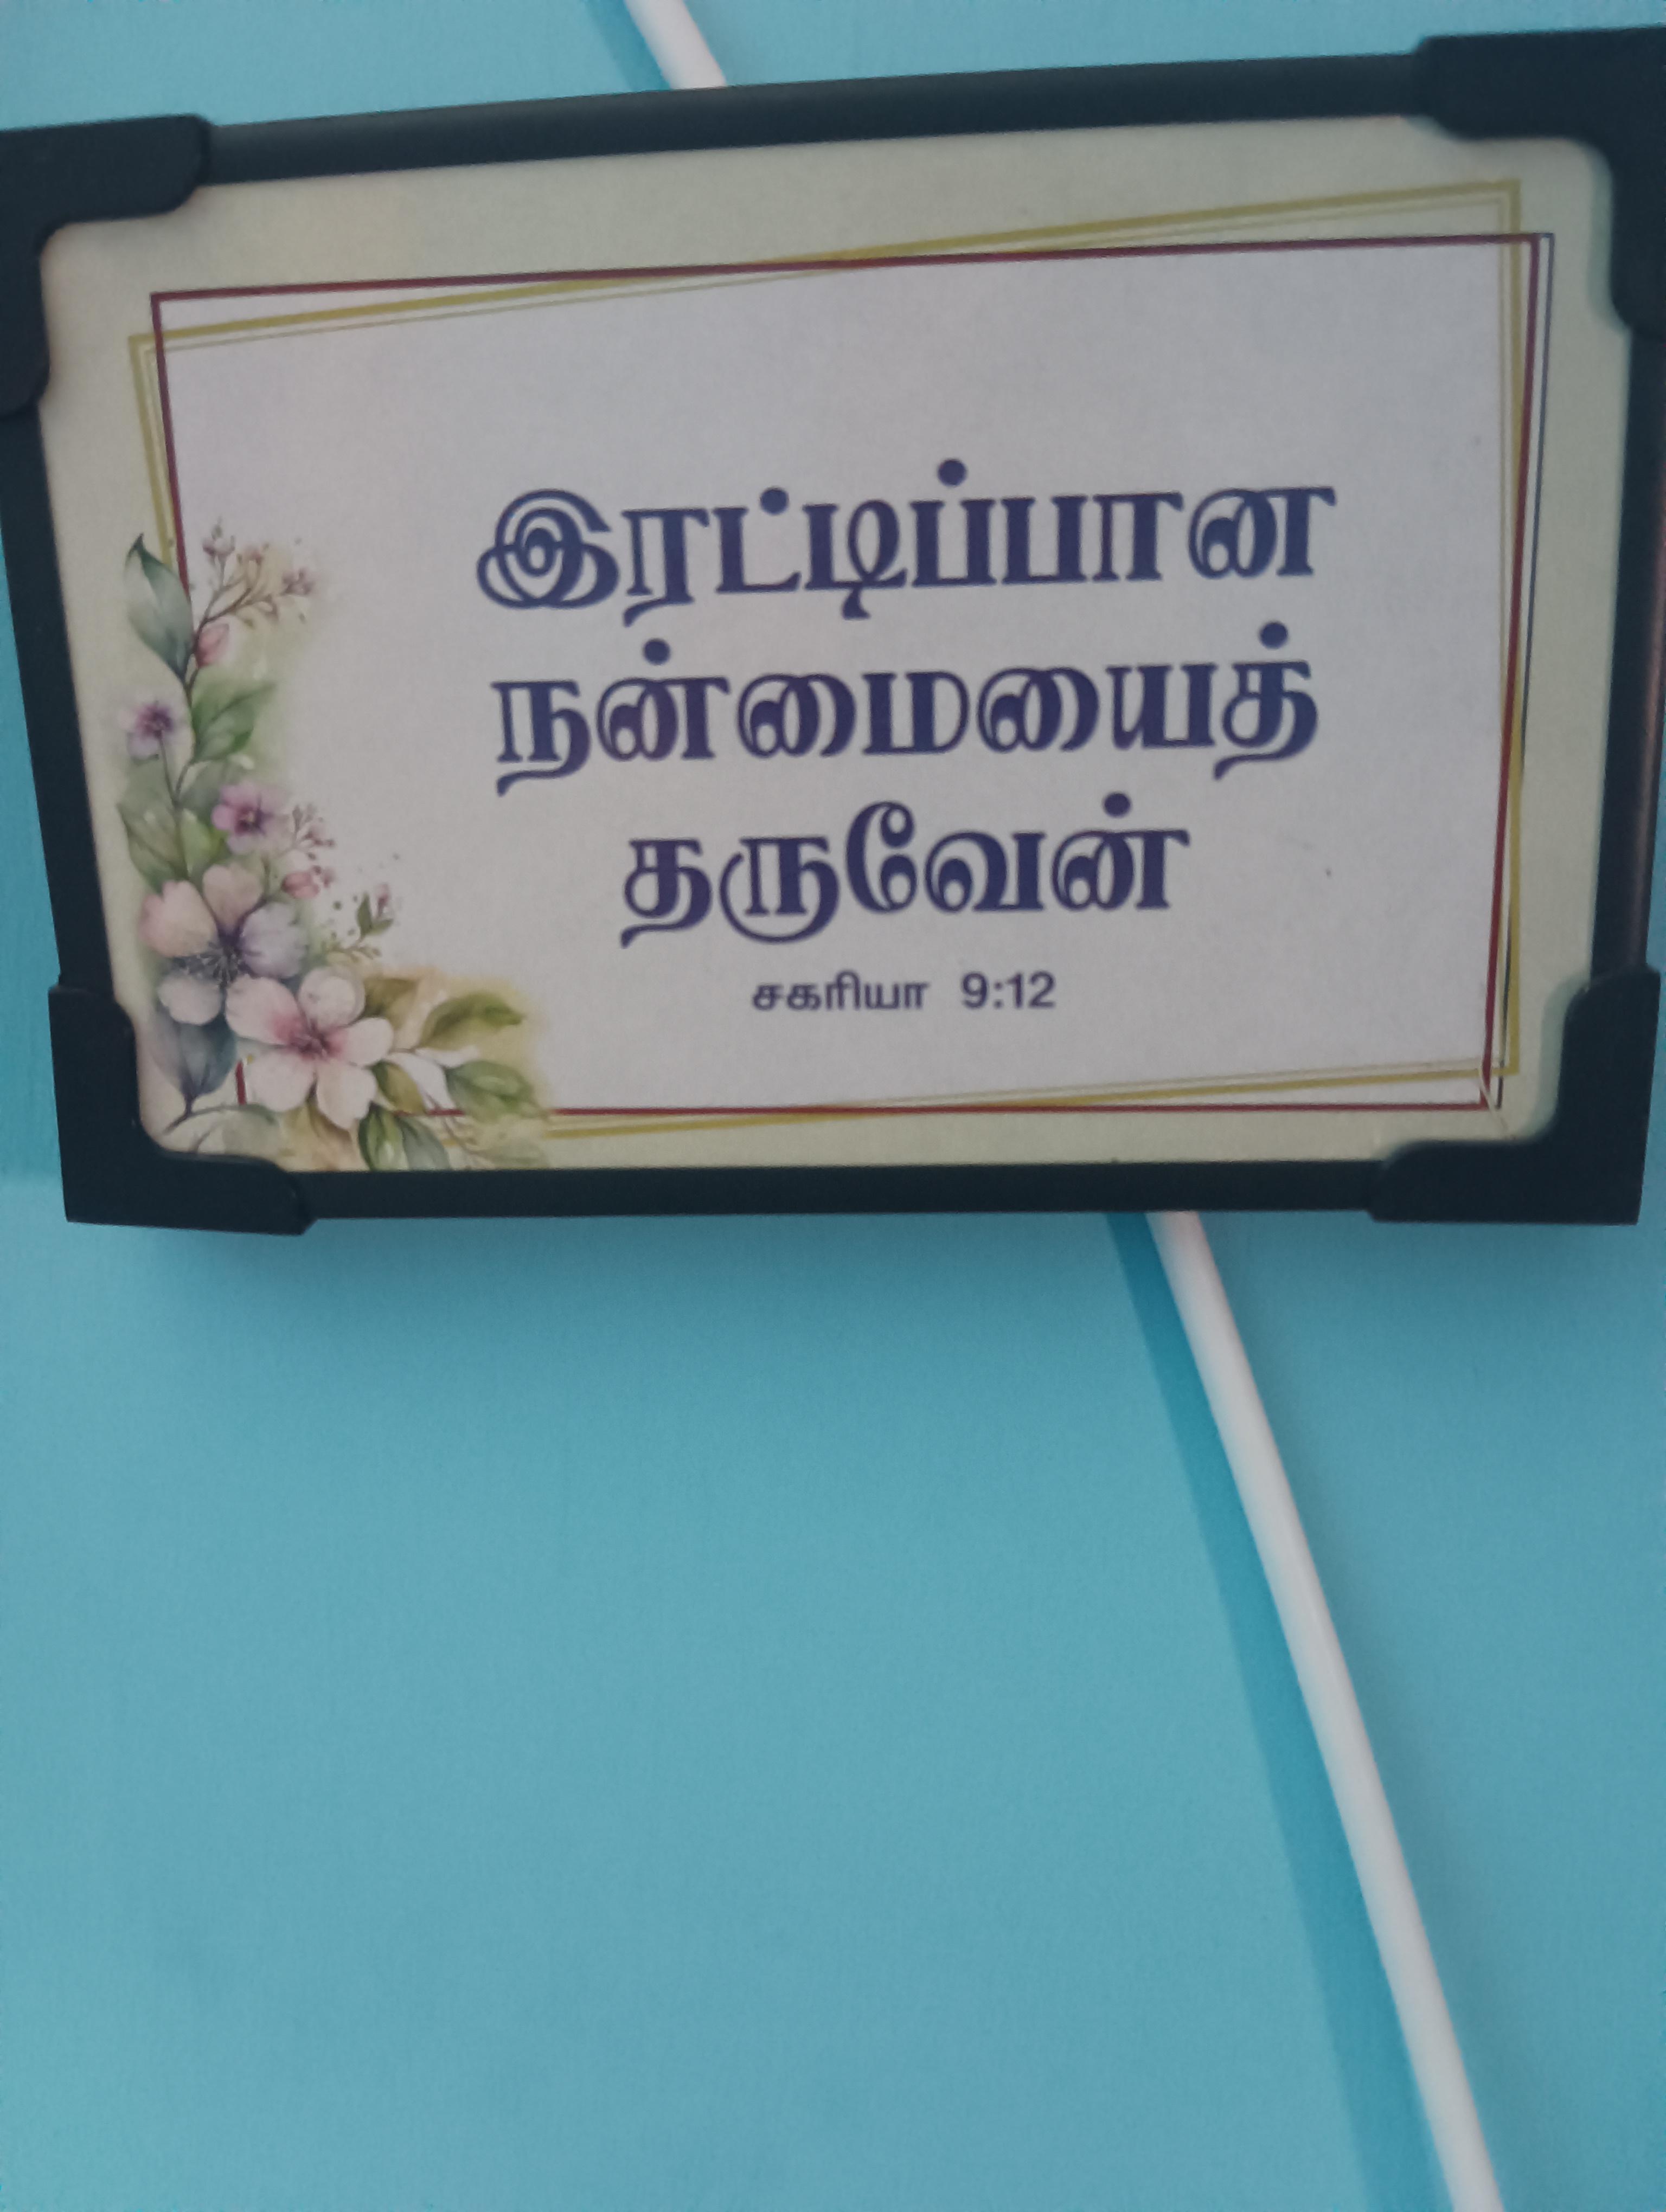 இரட்டிப்பான
நன்மையைத்
தருவேன்
சகரியா 9:12